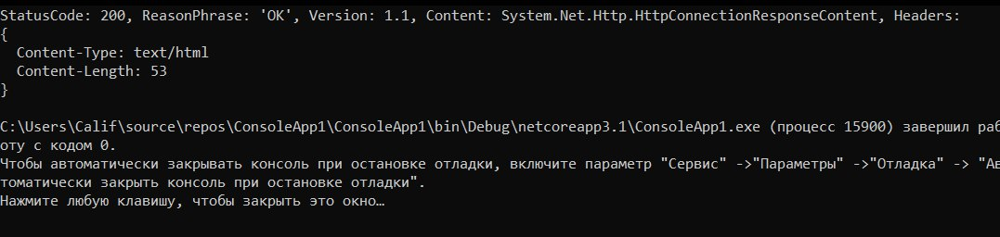 StatusCode: 200, ReasonPhrase: 'OK', Version: 1.1, Content: System.Net.Http.HttpConnectionResponseContent, Headers:
{
  Content-Type: text/html
  Content-Length: 53
}
C:\Users\Calif\source\repos\ConsoleApp1\ConsoleApp1\bin\Debug\netcoreapp3.1\ConsoleApp1.exe (процесс 15900) завершил раб
оту с кодом 0.
Чтобы автоматически закрывать консоль при остановке отладки, включите параметр "Сервис" ->"Параметры" ->"Отладка" -> "Ав
томатически закрыть консоль при остановке отладки".
Нажмите любую клавишу, чтобы закрыть это окно…